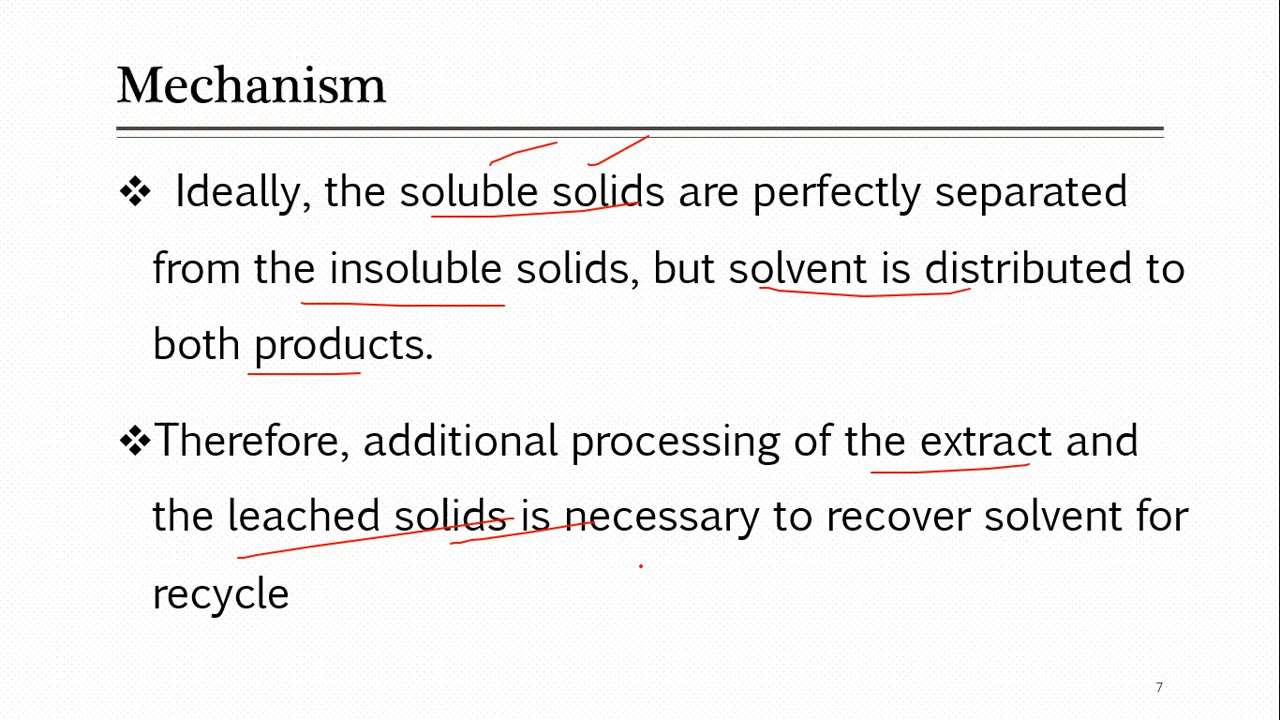 Mechanism
❖ Ideally, the soluble solids are perfectly separated
from the insoluble solids, but solvent is distributed to
both products.
❖Therefore, additional processing of the extract and
the leached solids is necessary to recover solvent for
recycle
7